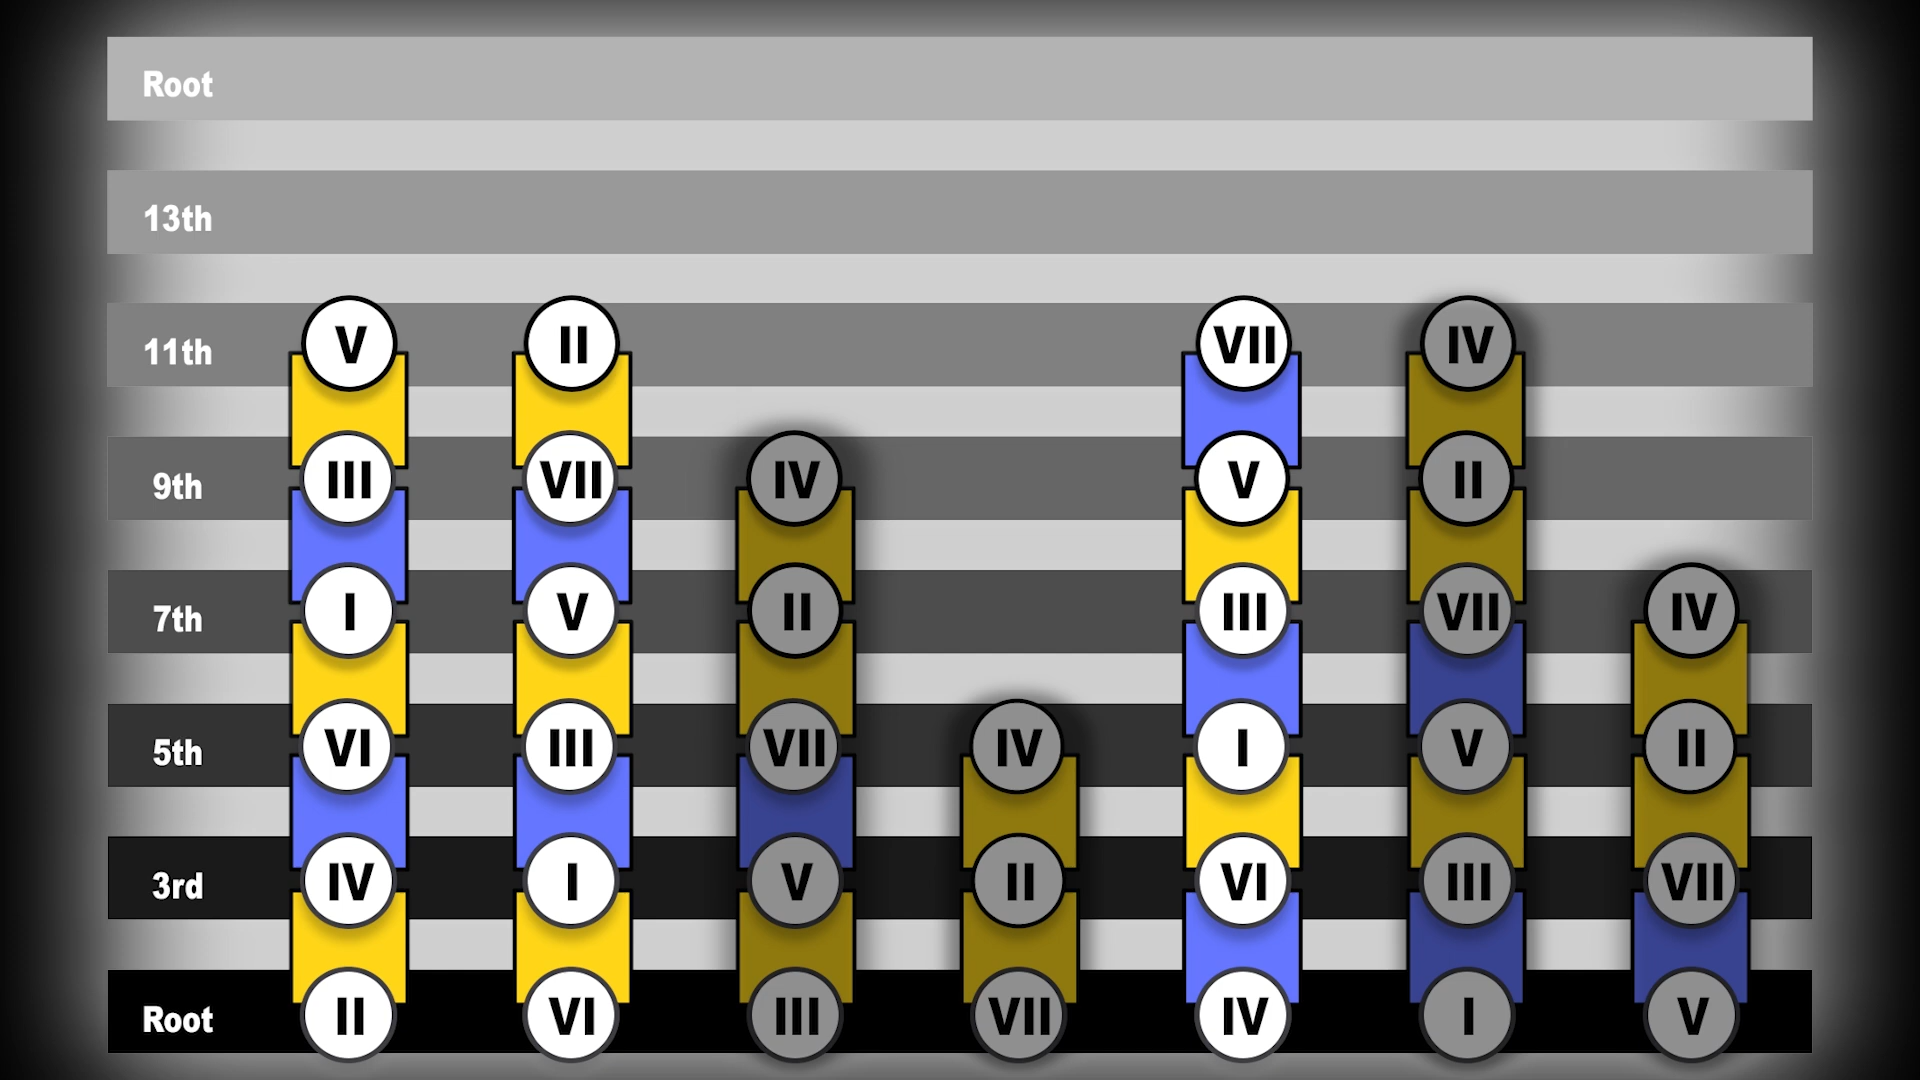 Root
13th
11th V II VII IV
9th III VII IV V II
7th I V II III VII IV
5th VI III VII IV I V II
3rd IV I V II VI III VII
Root II VI III VII IV I V